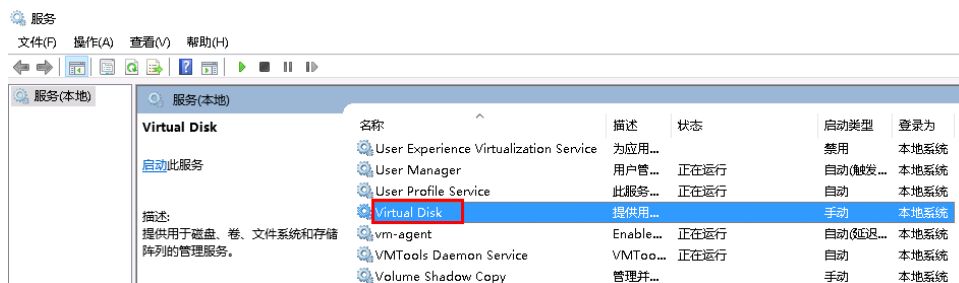 服务
文件(F) 操作(A) 查看(V) 帮助(H)
服务(本地)
服务(本地)
Virtual Disk
启动此服务
描述:
提供用于磁盘、卷、文件系统和存储
阵列的管理服务。
名称 描述 状态 启动类型 登录为
User Experience Virtualization Service 为应用... 禁用 本地系统
User Manager 用户管... 正在运行 自动(触发... 本地系统
User Profile Service 此服务... 正在运行 自动 本地系统
Virtual Disk 提供用... 手动 本地系统
vm-agent Enable... 正在运行 自动(延迟... 本地系统
VMTools Daemon Service VMToo... 正在运行 自动 本地系统
Volume Shadow Copy 管理并... 手动 本地系统